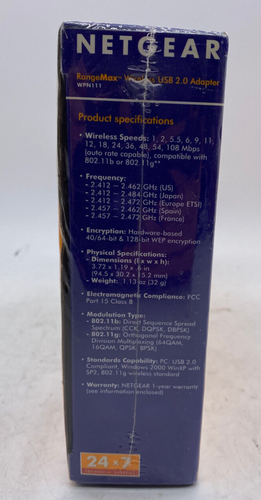 NETGEAR
RangeMax™ Wireless USB 2.0 Adapter
WPN111
Product specifications
• Wireless Speeds: 1, 2, 5.5, 6, 9, 11,
12, 18, 24, 36, 48, 54, 108 Mbps
(auto rate capable), compatible with
802.11b or 802.11g**
• Frequency:
- 2.412 – 2.462 GHz (US)
- 2.412 – 2.484 GHz (Japan)
- 2.412 – 2.472 GHz (Europe ETSI)
- 2.457 – 2.462 GHz (Spain)
- 2.457 – 2.472 GHz (France)
• Encryption: Hardware-based
40/64-bit & 128-bit WEP encryption
• Physical Specifications:
- Dimensions (l x w x h):
3.72 x 1.19 x .6 in
(94.5 x 30.2 x 15.2 mm)
- Weight: 1.13 oz (32 g)
• Electromagnetic Compliance: FCC
Part 15 Class B
• Modulation Type:
- 802.11b: Direct Sequence Spread
Spectrum (CCK, DQPSK, DBPSK)
- 802.11g: Orthogonal Frequency
Division Multiplexing (64QAM,
16QAM, QPSK, BPSK)
• Standards Capability: PC: USB 2.0
Compliant, Windows 2000 WinXP with
SP2, 802.11g wireless standard
• Warranty: NETGEAR 1-year warranty
(see information enclosed)
24x7